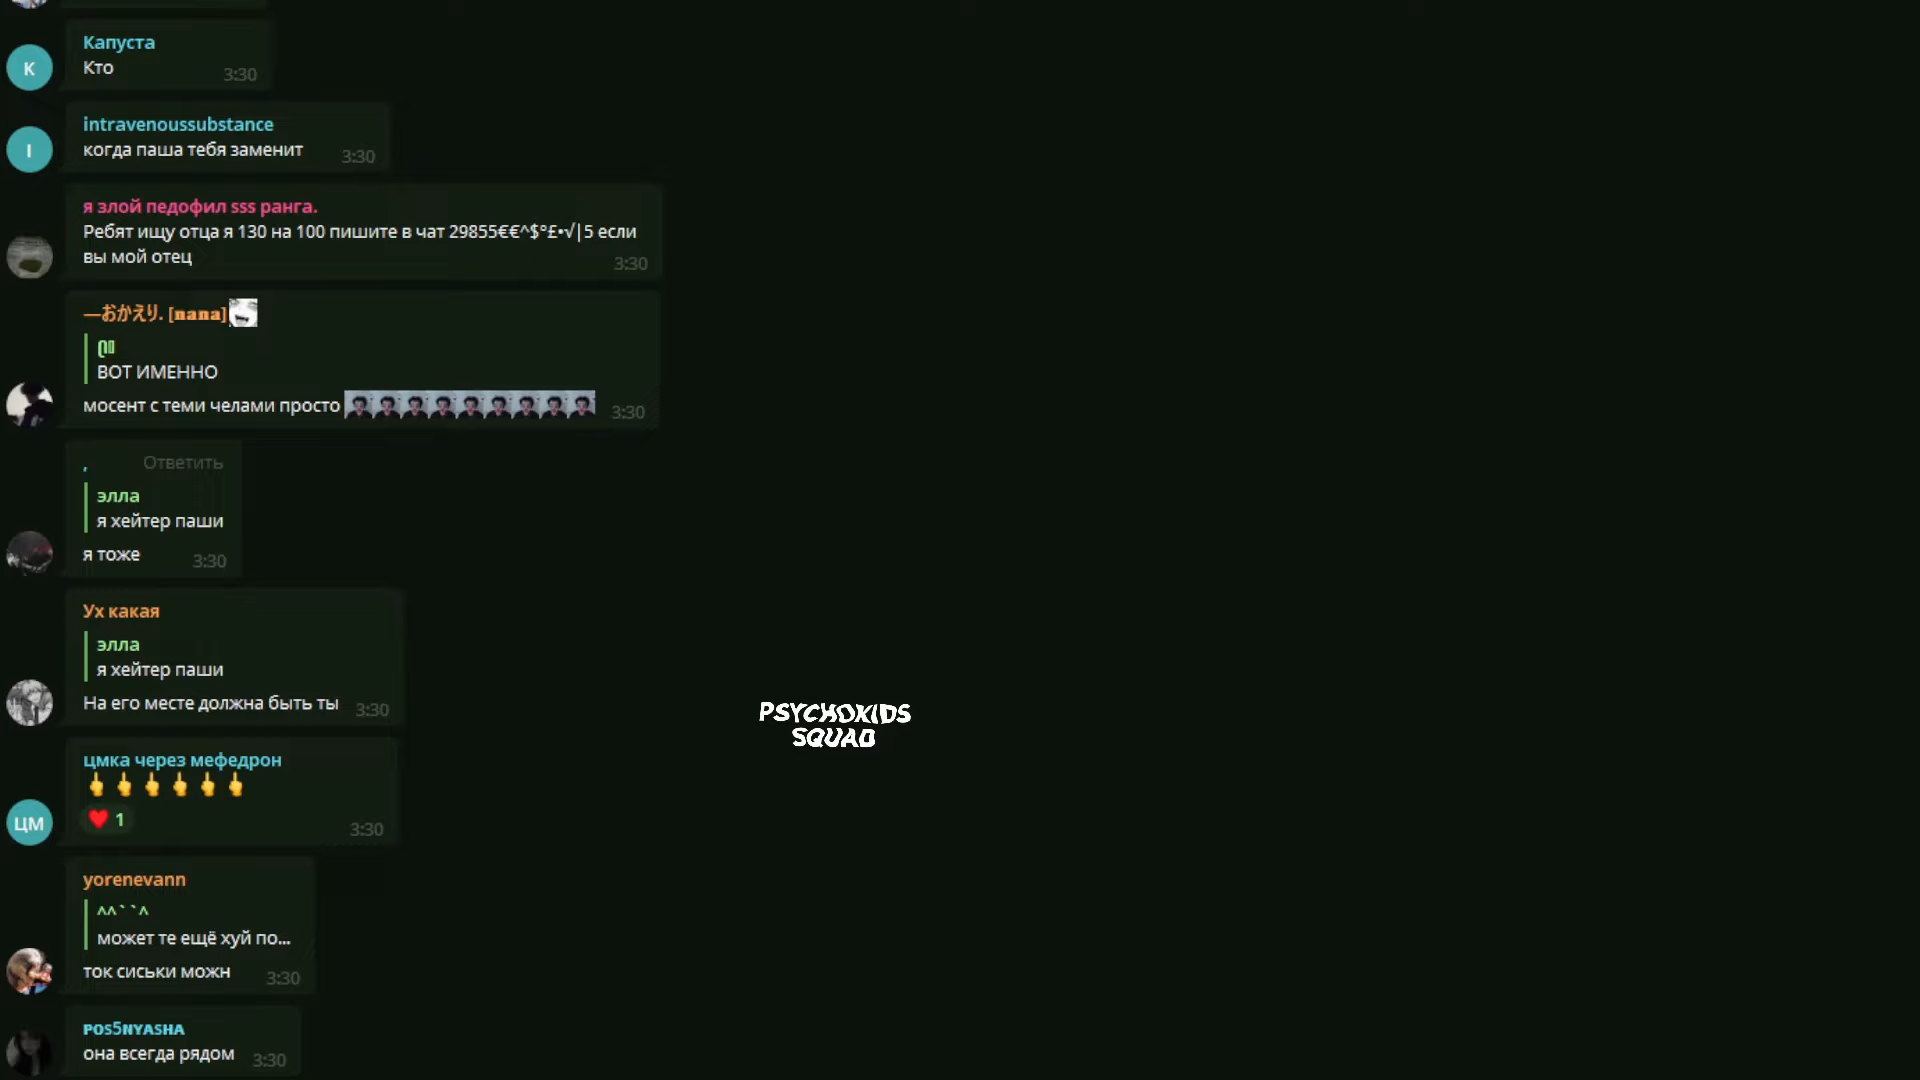 Капуста
К
Кто
3:30
intravenoussubstance
I
когда паша тебя заменит
3:30
я злой педофил sss ранга.
Ребят ищу отца я 130 на 100 пишите в чат 29855€€^$°£•√|5 если
вы мой отец
3:30
—おかえり. [nana]
ВОТ ИМЕННО
мосент с теми челами просто
3:30
,
Ответить
элла
я хейтер паши
я тоже
3:30
Ух какая
элла
я хейтер паши
На его месте должна быть ты
3:30
PSYCHOKIDS
SQUAD
цмка через мефедрон
🖕🖕🖕🖕🖕🖕
❤ 1
ЦМ
3:30
yorenevann
^^``^
может те ещё хуй по...
ток сиськи можн
3:30
POS5NYASHA
она всегда рядом
3:30